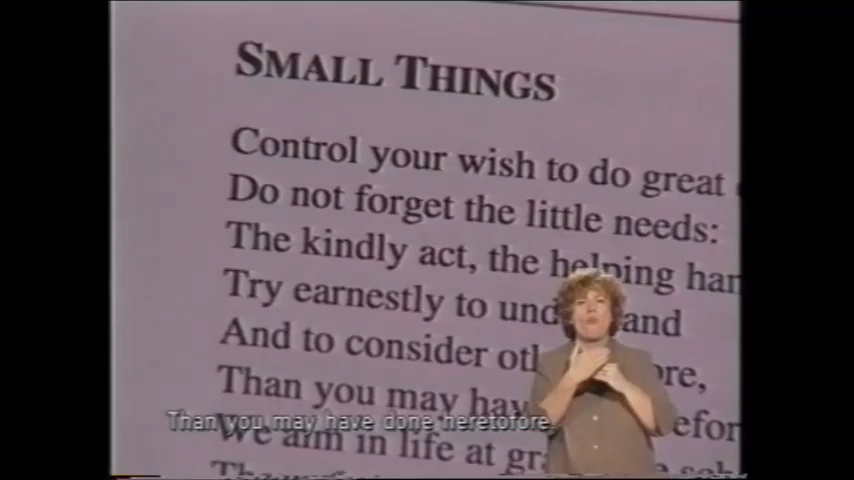 SMALL THINGS
Control your wish to do great
Do not forget the little needs:
The kindly act, the helping han
Try earnestly to und and
And to consider oth re,
Than you may hav efor
Than you may have done heretofore.
We aim in life at gr